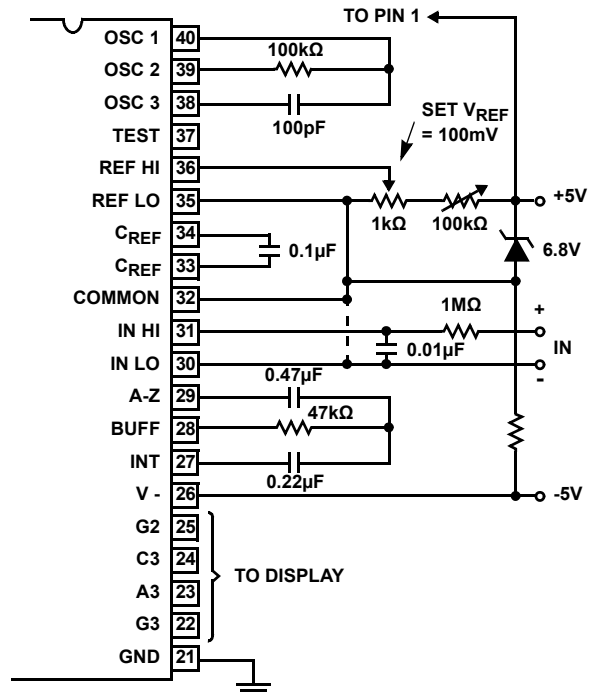 TO PIN 1
OSC 1 40
100kΩ
OSC 2 39
OSC 3 38
100pF
SET VREF
= 100mV
TEST 37
REF HI 36
REF LO 35
+5V
1kΩ 100kΩ
CREF 34
0.1µF
6.8V
CREF 33
COMMON 32
1MΩ
+
IN HI 31
0.01µF
IN
IN LO 30
-
0.47µF
A-Z 29
47kΩ
BUFF 28
INT 27
0.22µF
V - 26
-5V
G2 25
C3 24
TO DISPLAY
A3 23
G3 22
GND 21